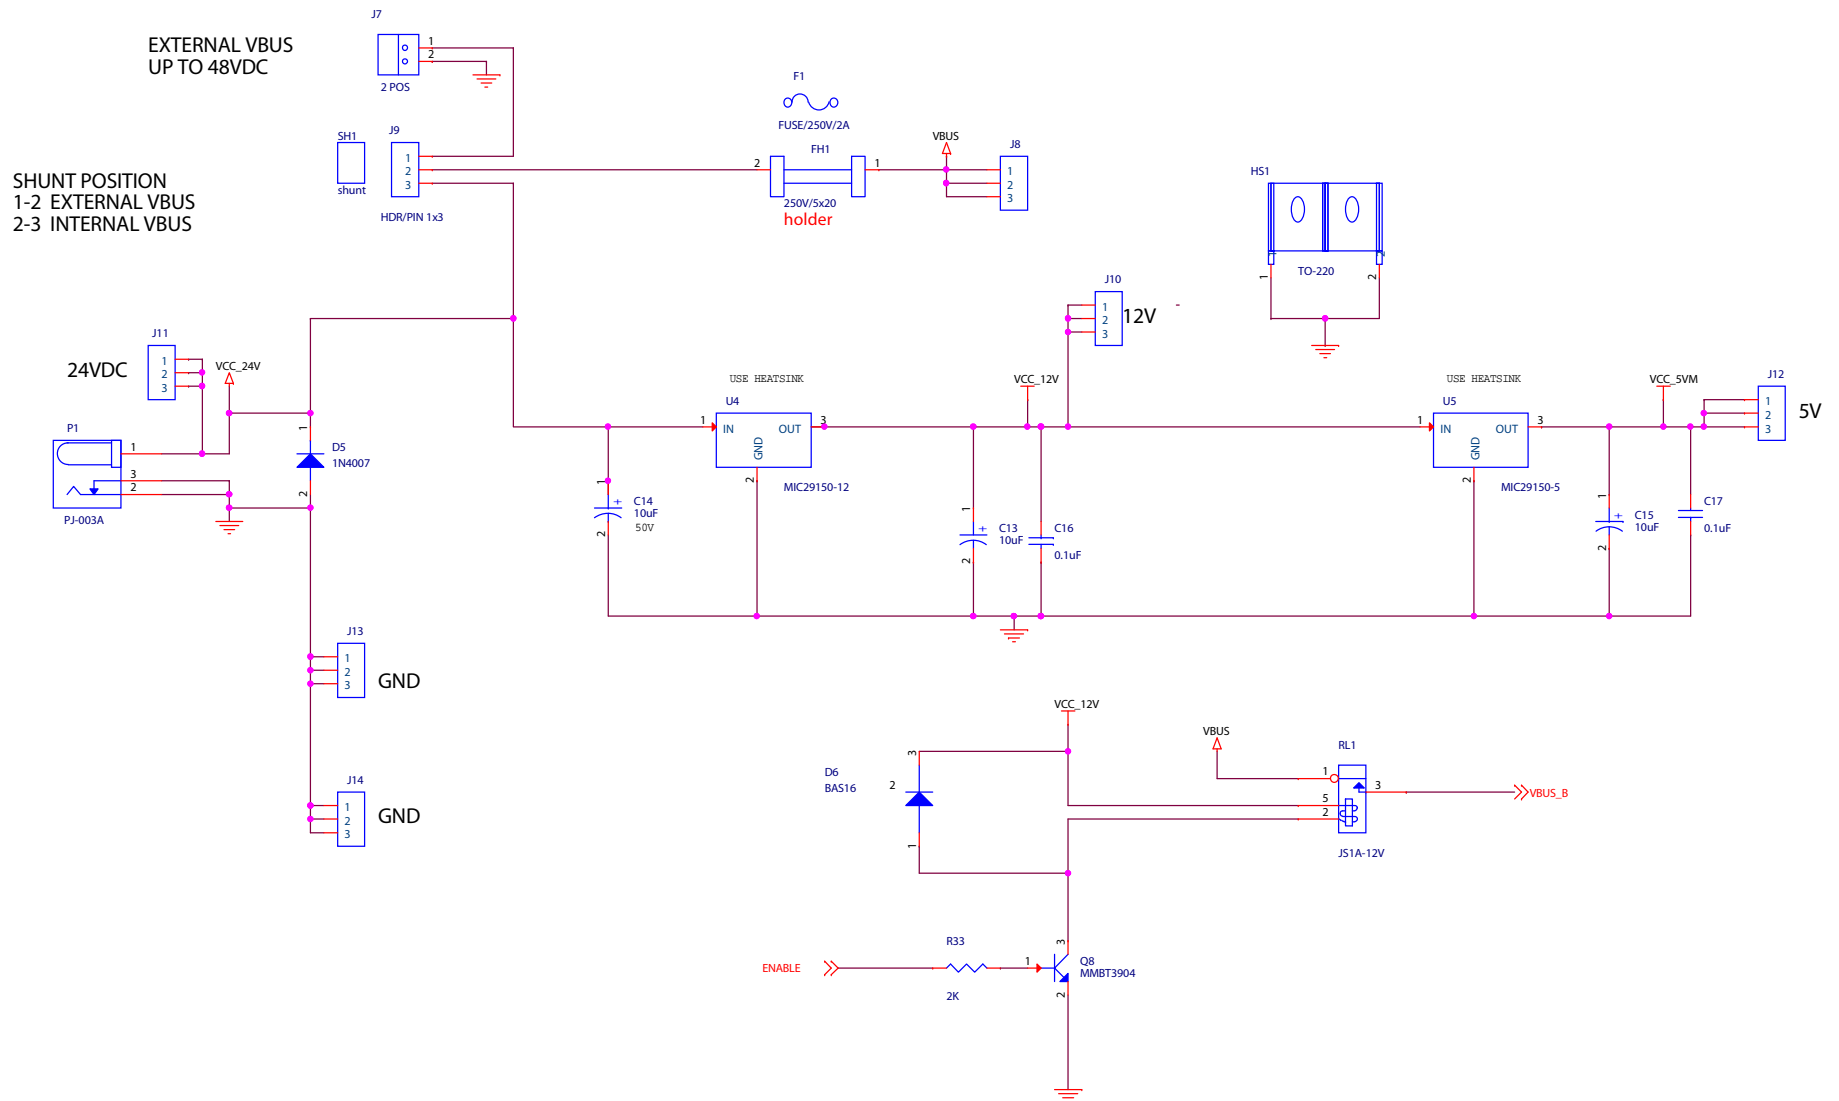 J7
EXTERNAL VBUS
UP TO 48VDC
1
2
2 POS
F1
FUSE/250V/2A
SH1
shunt
J9
1
2
3
HDR/PIN 1x3
SHUNT POSITION
1-2 EXTERNAL VBUS
2-3 INTERNAL VBUS
2
FH1
1
250V/5x20
holder
VBUS
J8
1
2
3
HS1
TO-220
1
2
J10
1
2
3
12V
-
J11
1
2
3
24VDC
VCC_24V
P1
1
3
2
PJ-003A
1
D5
1N4007
2
USE HEATSINK
U4
1
IN
OUT
GND
3
2
MIC29150-12
1
+
C14
10uF
50V
2
VCC_12V
1
+
C13
10uF
2
C16
0.1uF
USE HEATSINK
U5
1
IN
OUT
GND
3
2
MIC29150-5
VCC_5VM
J12
1
2
3
5V
1
+
C15
10uF
2
C17
0.1uF
J13
1
2
3
GND
J14
1
2
3
GND
VCC_12V
3
D6
BAS16
2
1
VBUS
RL1
1
5
2
3
VBUS_B
JS1A-12V
ENABLE
R33
2K
1
3
Q8
MMBT3904
2